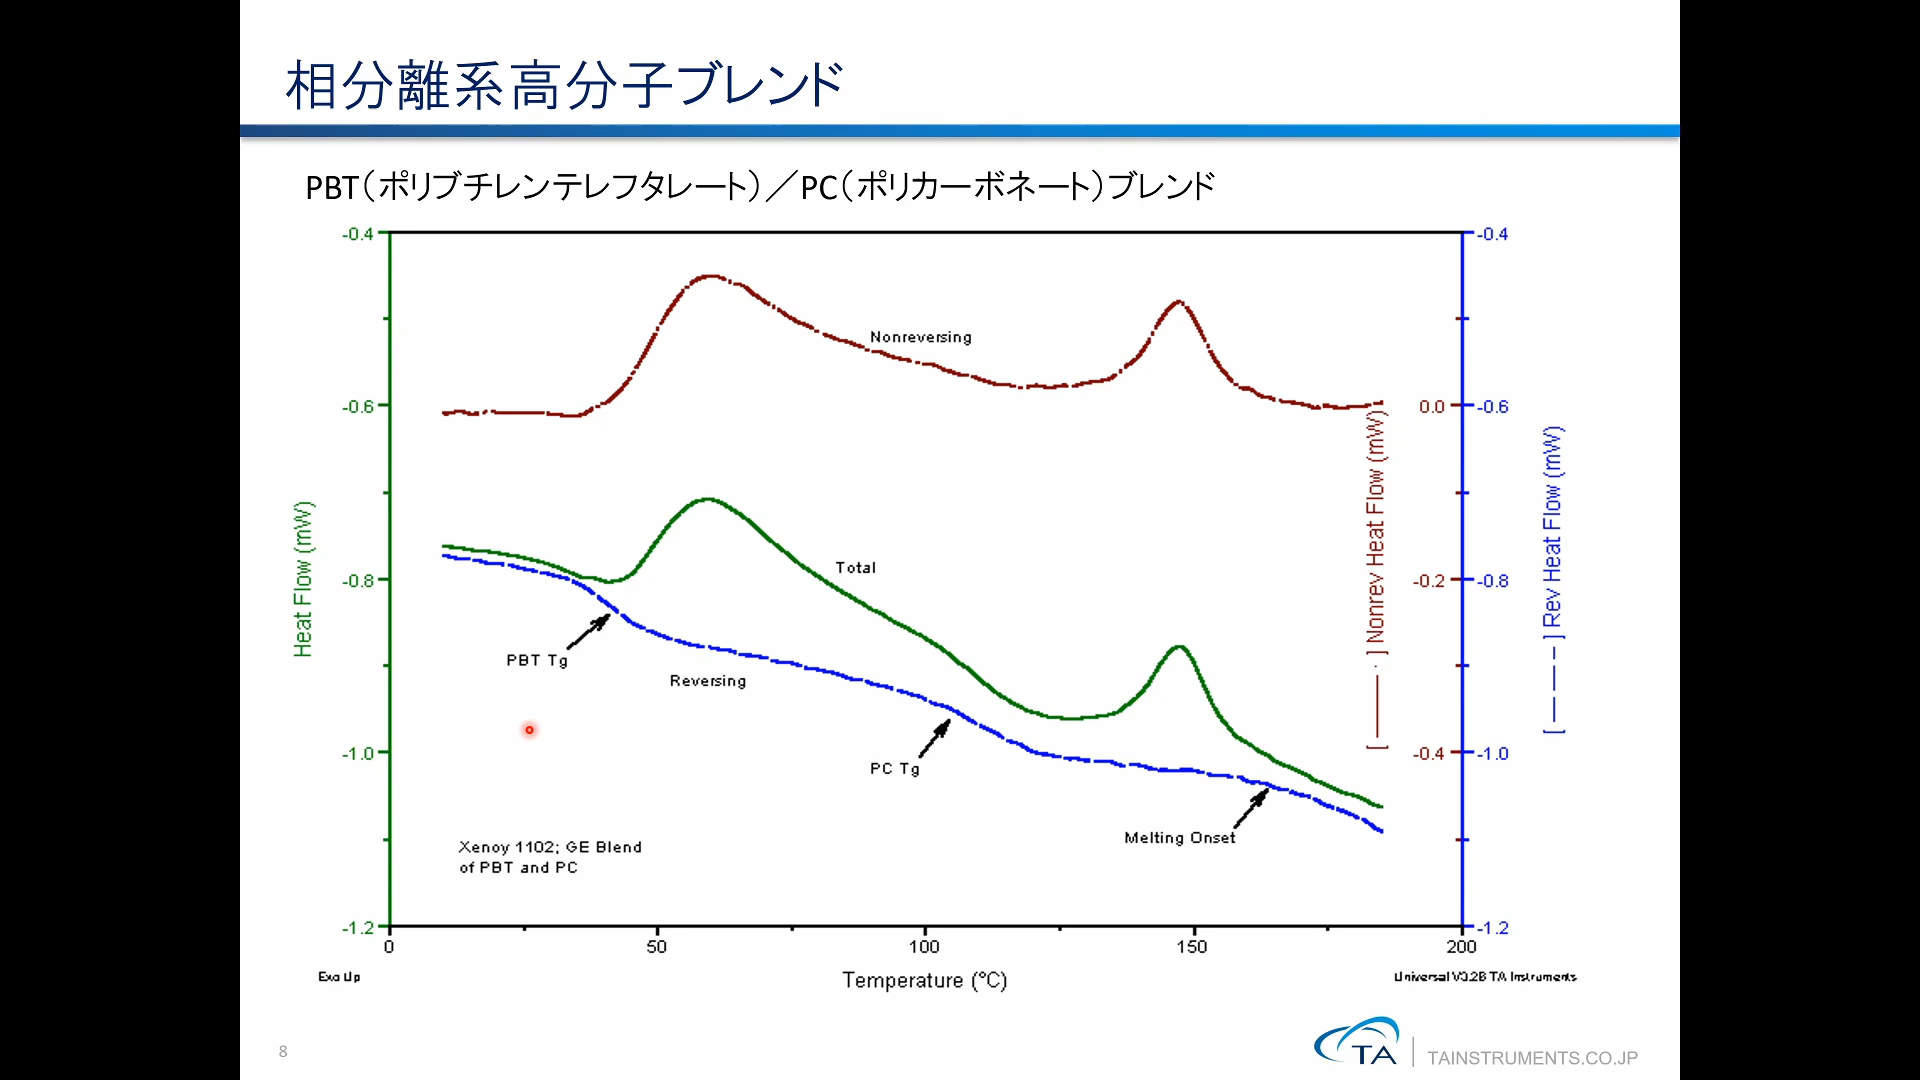 相分離系高分子ブレンド
PBT（ポリブチレンテレフタレート）／PC（ポリカーボネート）ブレンド
-0.4
-0.6
-0.8
-1.0
-1.2
Heat Flow (mW)
Nonreversing
Total
PBT Tg
Reversing
PC Tg
Melting Onset
Xenoy 1102; GE Blend
of PBT and PC
0.0
-0.2
-0.4
[ ——— · ] Nonrev Heat Flow (mW)
-0.4
-0.6
-0.8
-1.0
-1.2
[ — — – ] Rev Heat Flow (mW)
0
50
100
150
200
Exo Up
Temperature (°C)
Universal V3.2B TA Instruments
8
TA
TAINSTRUMENTS.CO.JP